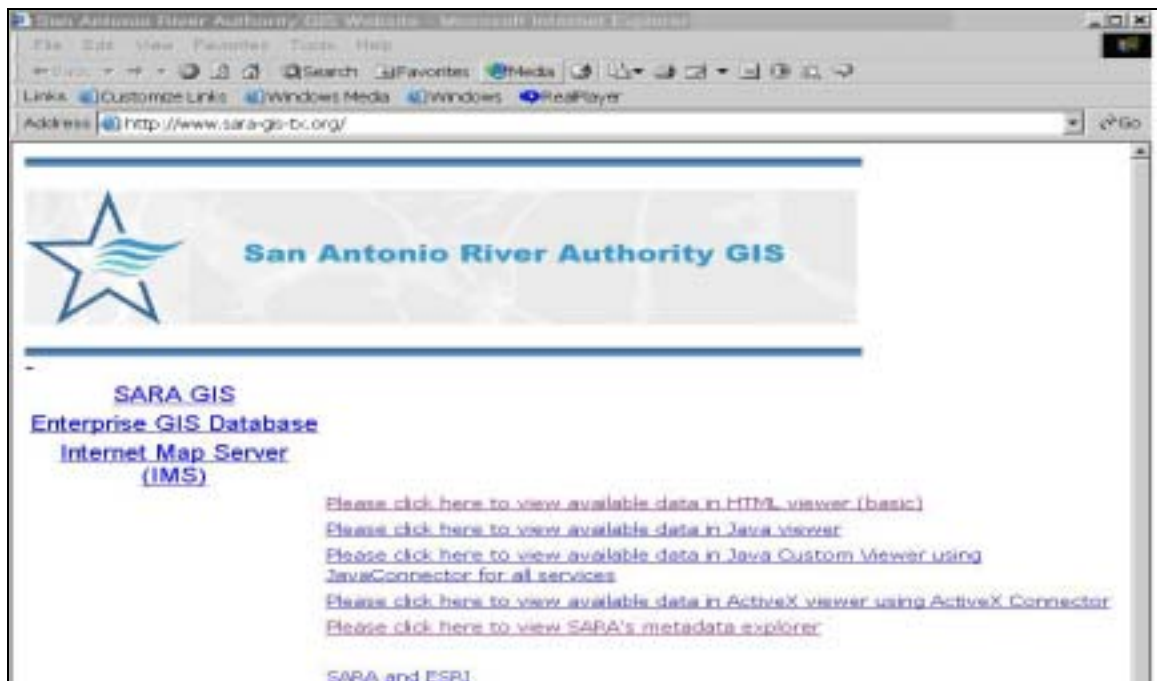 San Antonio River Authority GIS Website - Microsoft Internet Explorer
File Edit View Favorites Tools Help
Search Favorites Media
Links Customize Links Windows Media Windows RealPlayer
Address http://www.sara-gis-tx.org/ Go
San Antonio River Authority GIS
SARA GIS
Enterprise GIS Database
Internet Map Server
(IMS)
Please click here to view available data in HTML viewer (basic)
Please click here to view available data in Java viewer
Please click here to view available data in Java Custom Viewer using
JavaConnector for all services
Please click here to view available data in ActiveX viewer using ActiveX Connector
Please click here to view SARA's metadata explorer
SARA and ESRI